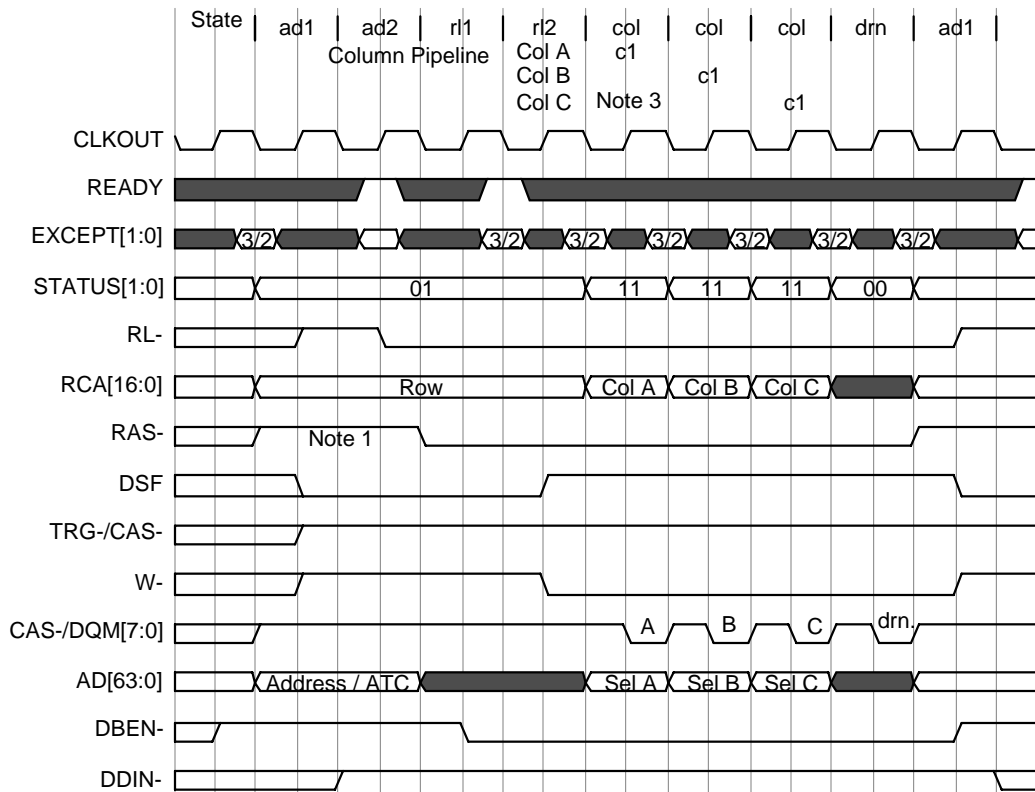 State ad1 ad2 rl1 rl2 col col col drn ad1
Column Pipeline Col A c1
Col B c1
Col C Note 3 c1
CLKOUT
READY
EXCEPT[1:0] 3/2 3/2 3/2 3/2 3/2 3/2 3/2
STATUS[1:0] 01 11 11 11 00
RL-
RCA[16:0] Row Col A Col B Col C
RAS- Note 1
DSF
TRG-/CAS-
W-
CAS-/DQM[7:0] A B C drn.
AD[63:0] Address / ATC Sel A Sel B Sel C
DBEN-
DDIN-